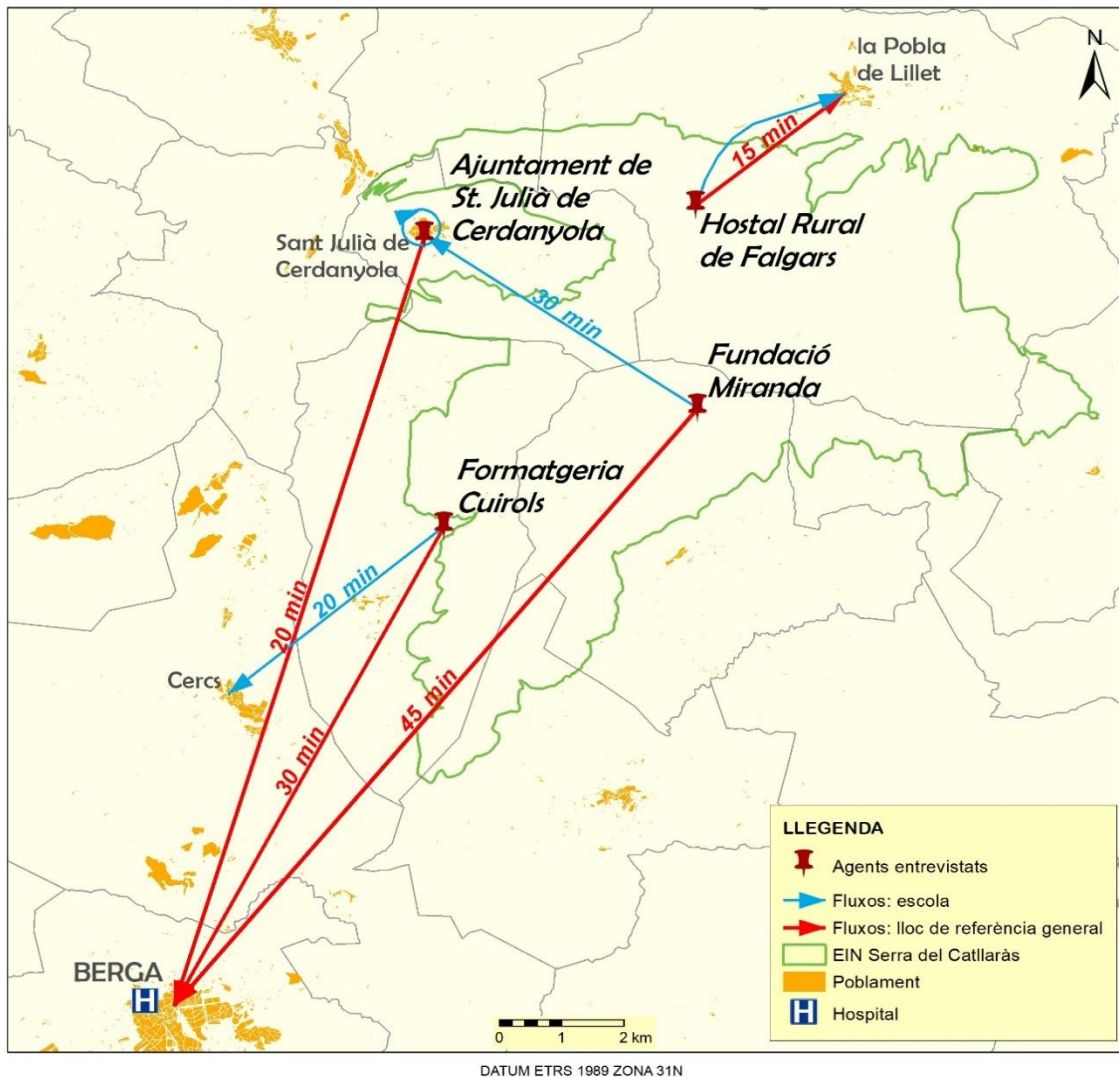 la Pobla
de Lillet
N
15 min
Ajuntament de
St. Julià de
Cerdanyola
Hostal Rural
de Falgars
Sant Julià de
Cerdanyola
30 min
Fundació
Miranda
Formatgeria
Cuirols
20 min
20 min
Cercs
45 min
30 min
LLEGENDA
Agents entrevistats
Fluxos: escola
Fluxos: lloc de referència general
EIN Serra del Catllaràs
Poblament
H Hospital
BERGA
H
0 1 2 km
DATUM ETRS 1989 ZONA 31N